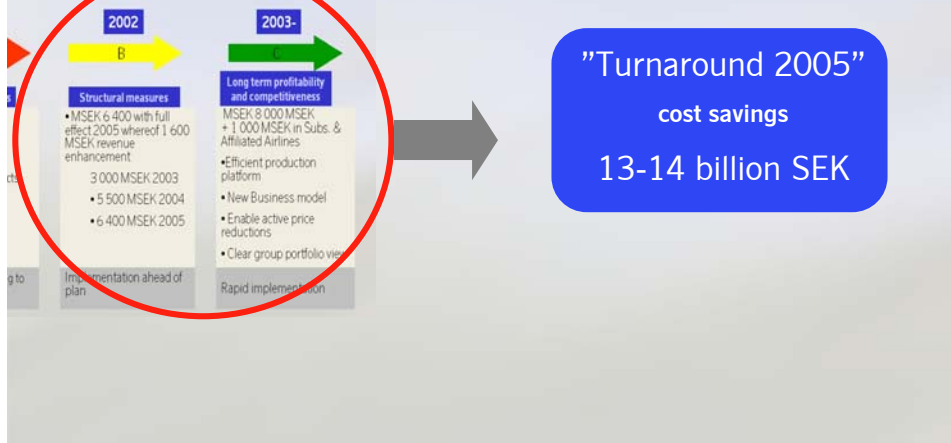 2002
2003-
B
C
s
Structural measures
Long term profitability
and competitiveness
• MSEK 6 400 with full
effect 2005 whereof 1 600
MSEK revenue
enhancement
3 000 MSEK 2003
• 5 500 MSEK 2004
• 6 400 MSEK 2005
MSEK 8 000 MSEK
+ 1 000 MSEK in Subs. &
Affiliated Airlines
•Efficient production
platform
• New Business model
• Enable active price
reductions
• Clear group portfolio view
cts
g to
Implementation ahead of
plan
Rapid implementation
"Turnaround 2005"
cost savings
13-14 billion SEK